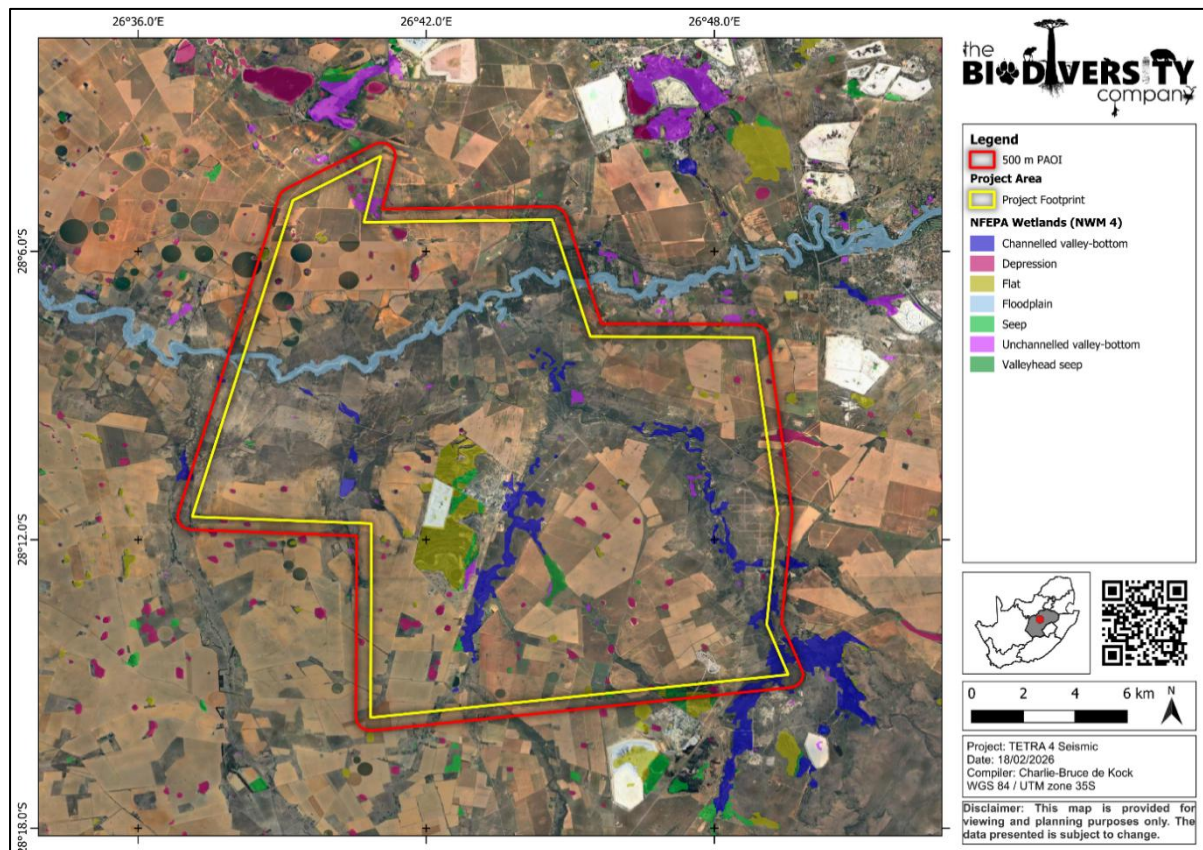 26°36.0'E
26°42.0'E
26°48.0'E
28°6.0'S
28°12.0'S
28°18.0'S
the
BIODIVERSITY
company
Legend
500 m PAOI
Project Area
Project Footprint
NFEPA Wetlands (NWM 4)
Channelled valley-bottom
Depression
Flat
Floodplain
Seep
Unchannelled valley-bottom
Valleyhead seep
0 2 4 6 km
N
Project: TETRA 4 Seismic
Date: 18/02/2026
Compiler: Charlie-Bruce de Kock
WGS 84 / UTM zone 35S
Disclaimer: This map is provided for
viewing and planning purposes only. The
data presented is subject to change.